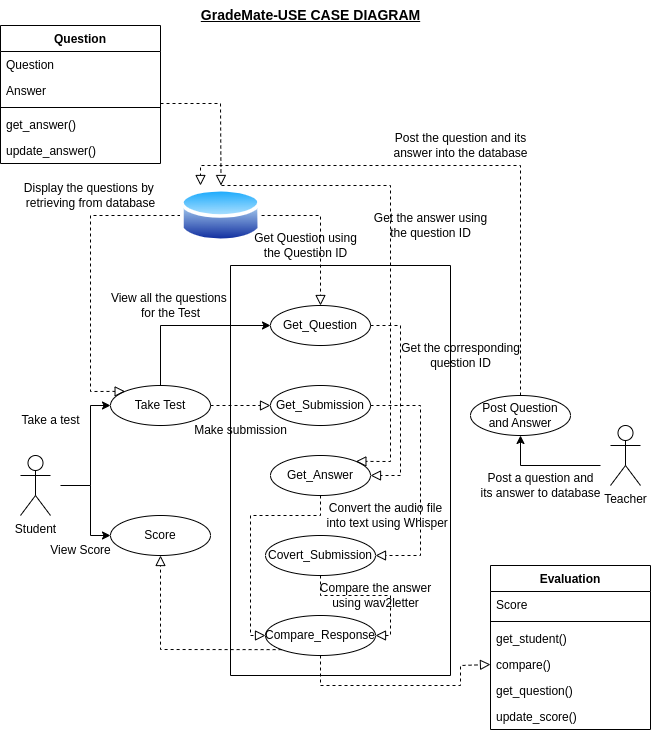 GradeMate-USE CASE DIAGRAM
Question
Question
Answer
get_answer()
update_answer()
Post the question and its
answer into the database
Display the questions by
retrieving from database
Get the answer using
the question ID
Get Question using
the Question ID
View all the questions
for the Test
Get_Question
Get the corresponding
question ID
Take Test
Get_Submission
Post Question
and Answer
Take a test
Make submission
Get_Answer
Post a question and
its answer to database
Teacher
Convert the audio file
into text using Whisper
Student
Score
View Score
Covert_Submission
Compare the answer
using wav2letter
Compare_Response
Evaluation
Score
get_student()
compare()
get_question()
update_score()